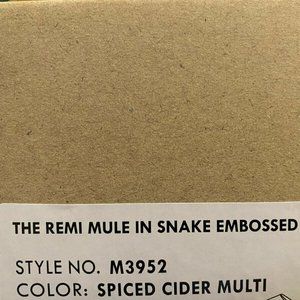 THE REMI MULE IN SNAKE EMBOSSED
STYLE NO. M3952
COLOR: SPICED CIDER MULTI